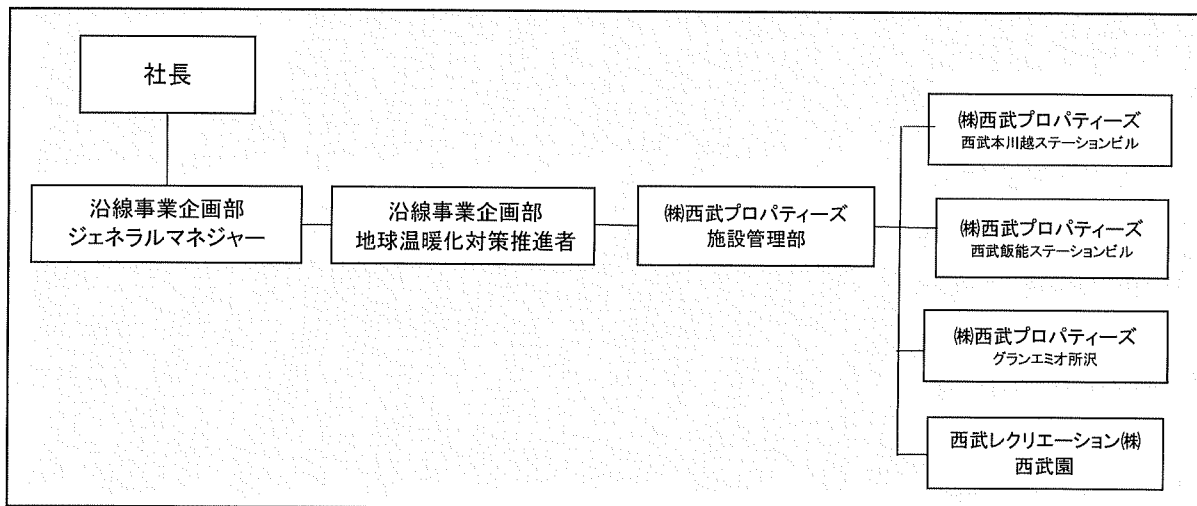 社長
沿線事業企画部
ジェネラルマネジャー
沿線事業企画部
地球温暖化対策推進者
㈱西武プロパティーズ
施設管理部
㈱西武プロパティーズ
西武本川越ステーションビル
㈱西武プロパティーズ
西武飯能ステーションビル
㈱西武プロパティーズ
グランエミオ所沢
西武レクリエーション㈱
西武園